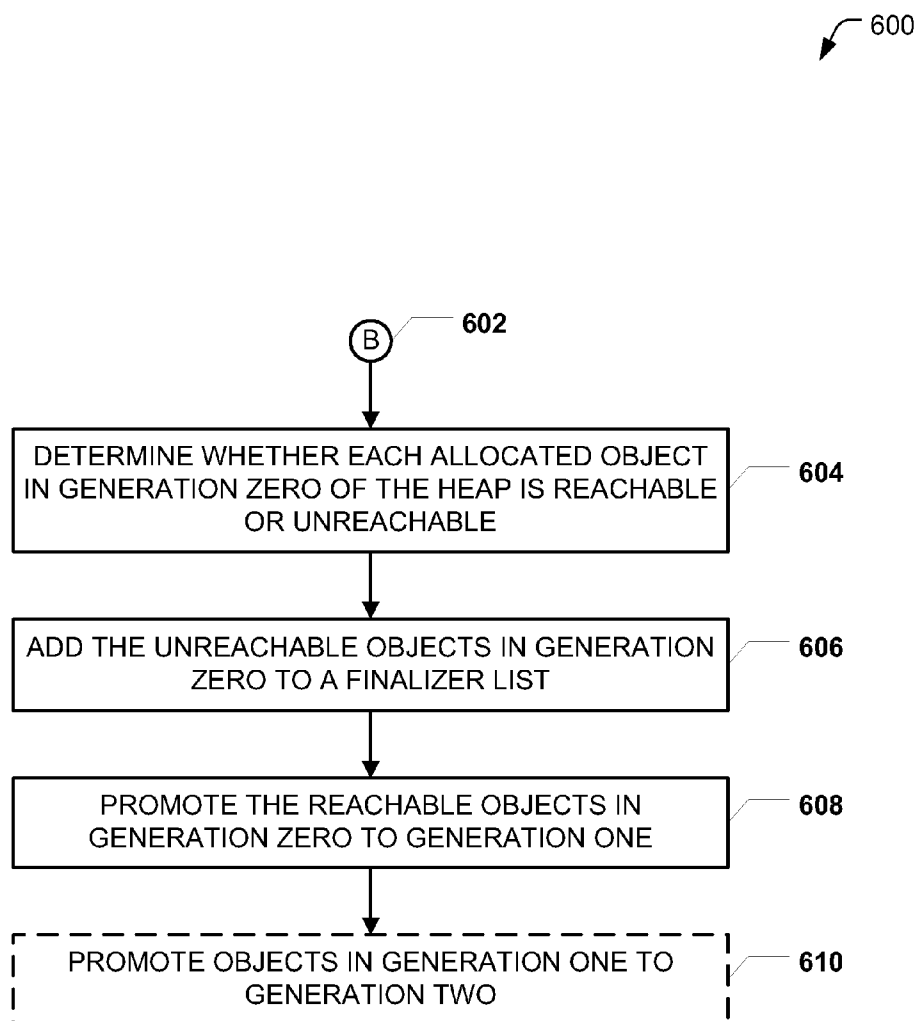 600
B
602
DETERMINE WHETHER EACH ALLOCATED OBJECT
IN GENERATION ZERO OF THE HEAP IS REACHABLE
OR UNREACHABLE
604
ADD THE UNREACHABLE OBJECTS IN GENERATION
ZERO TO A FINALIZER LIST
606
PROMOTE THE REACHABLE OBJECTS IN
GENERATION ZERO TO GENERATION ONE
608
PROMOTE OBJECTS IN GENERATION ONE TO
GENERATION TWO
610